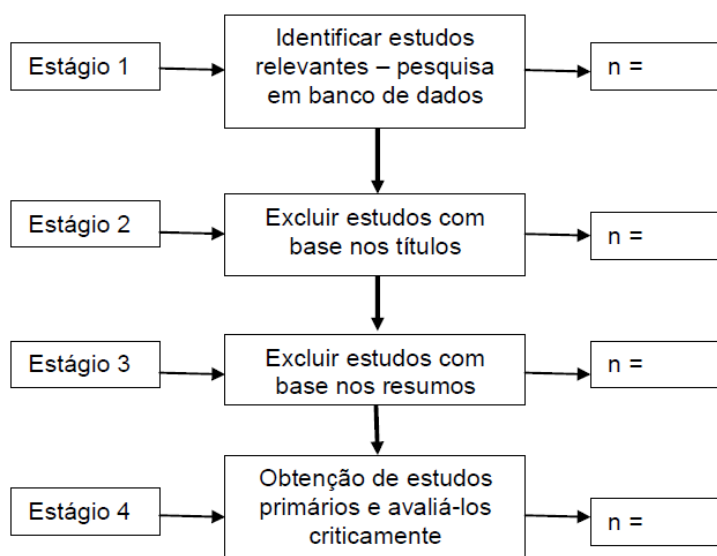 Estágio 1
Identificar estudos
relevantes – pesquisa
em banco de dados
n =
Estágio 2
Excluir estudos com
base nos títulos
n =
Estágio 3
Excluir estudos com
base nos resumos
n =
Estágio 4
Obtenção de estudos
primários e avaliá-los
criticamente
n =